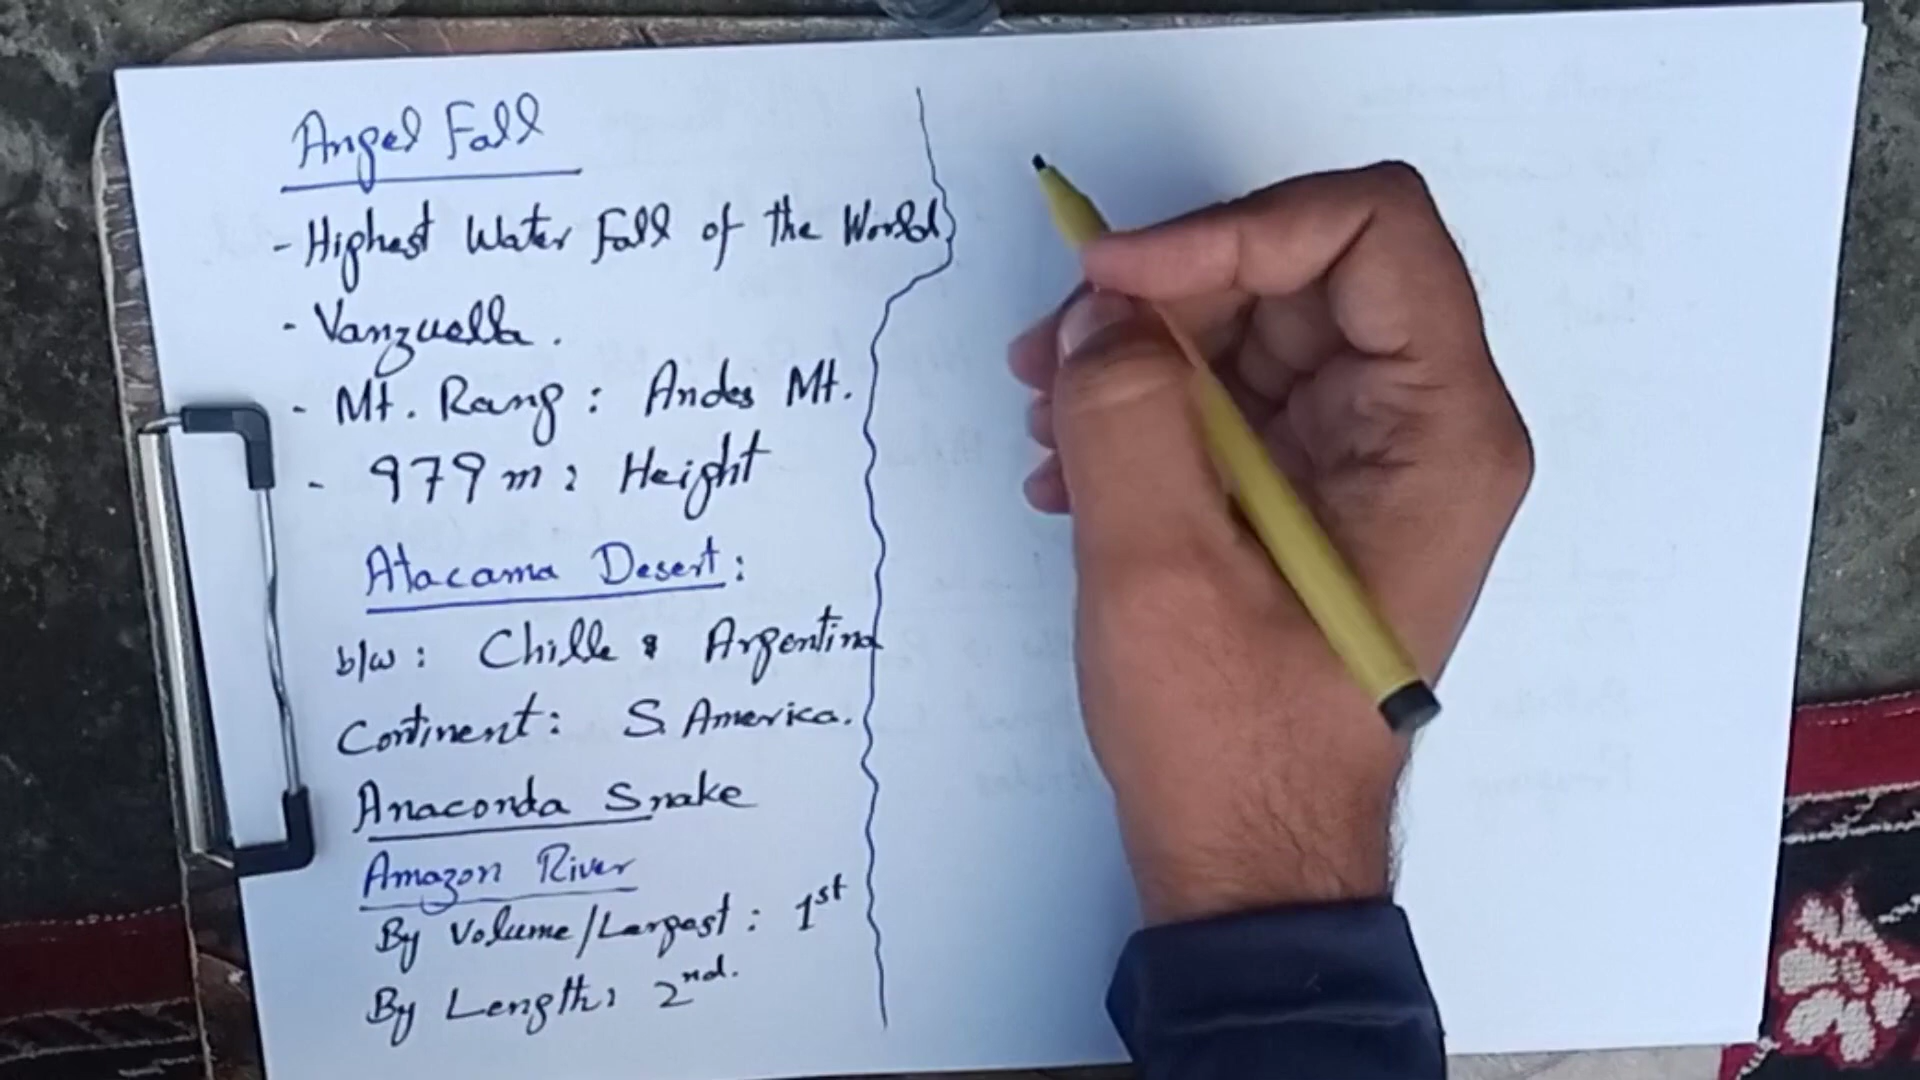 Angel Fall
- Highest Water Fall of the World
- Vanzuella.
- Mt. Rang : Andes Mt.
- 979 m : Height
Atacama Desert :
b/w : Chille & Argentina
Continent : S. America.
Anaconda Snake
Amazon River
By Volume/Largest : 1st
By Length : 2nd.